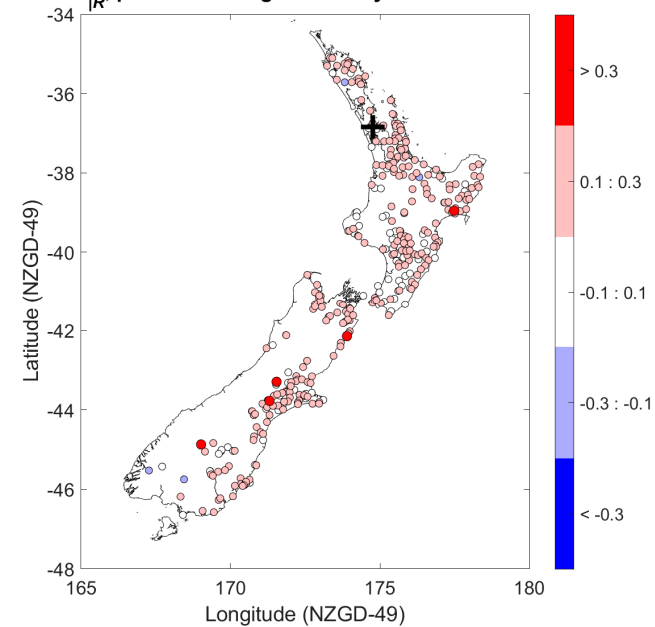 -34
-36
-38
-40
-42
-44
-46
-48
165
170
175
180
Latitude (NZGD-49)
Longitude (NZGD-49)
> 0.3
0.1 : 0.3
-0.1 : 0.1
-0.3 : -0.1
< -0.3